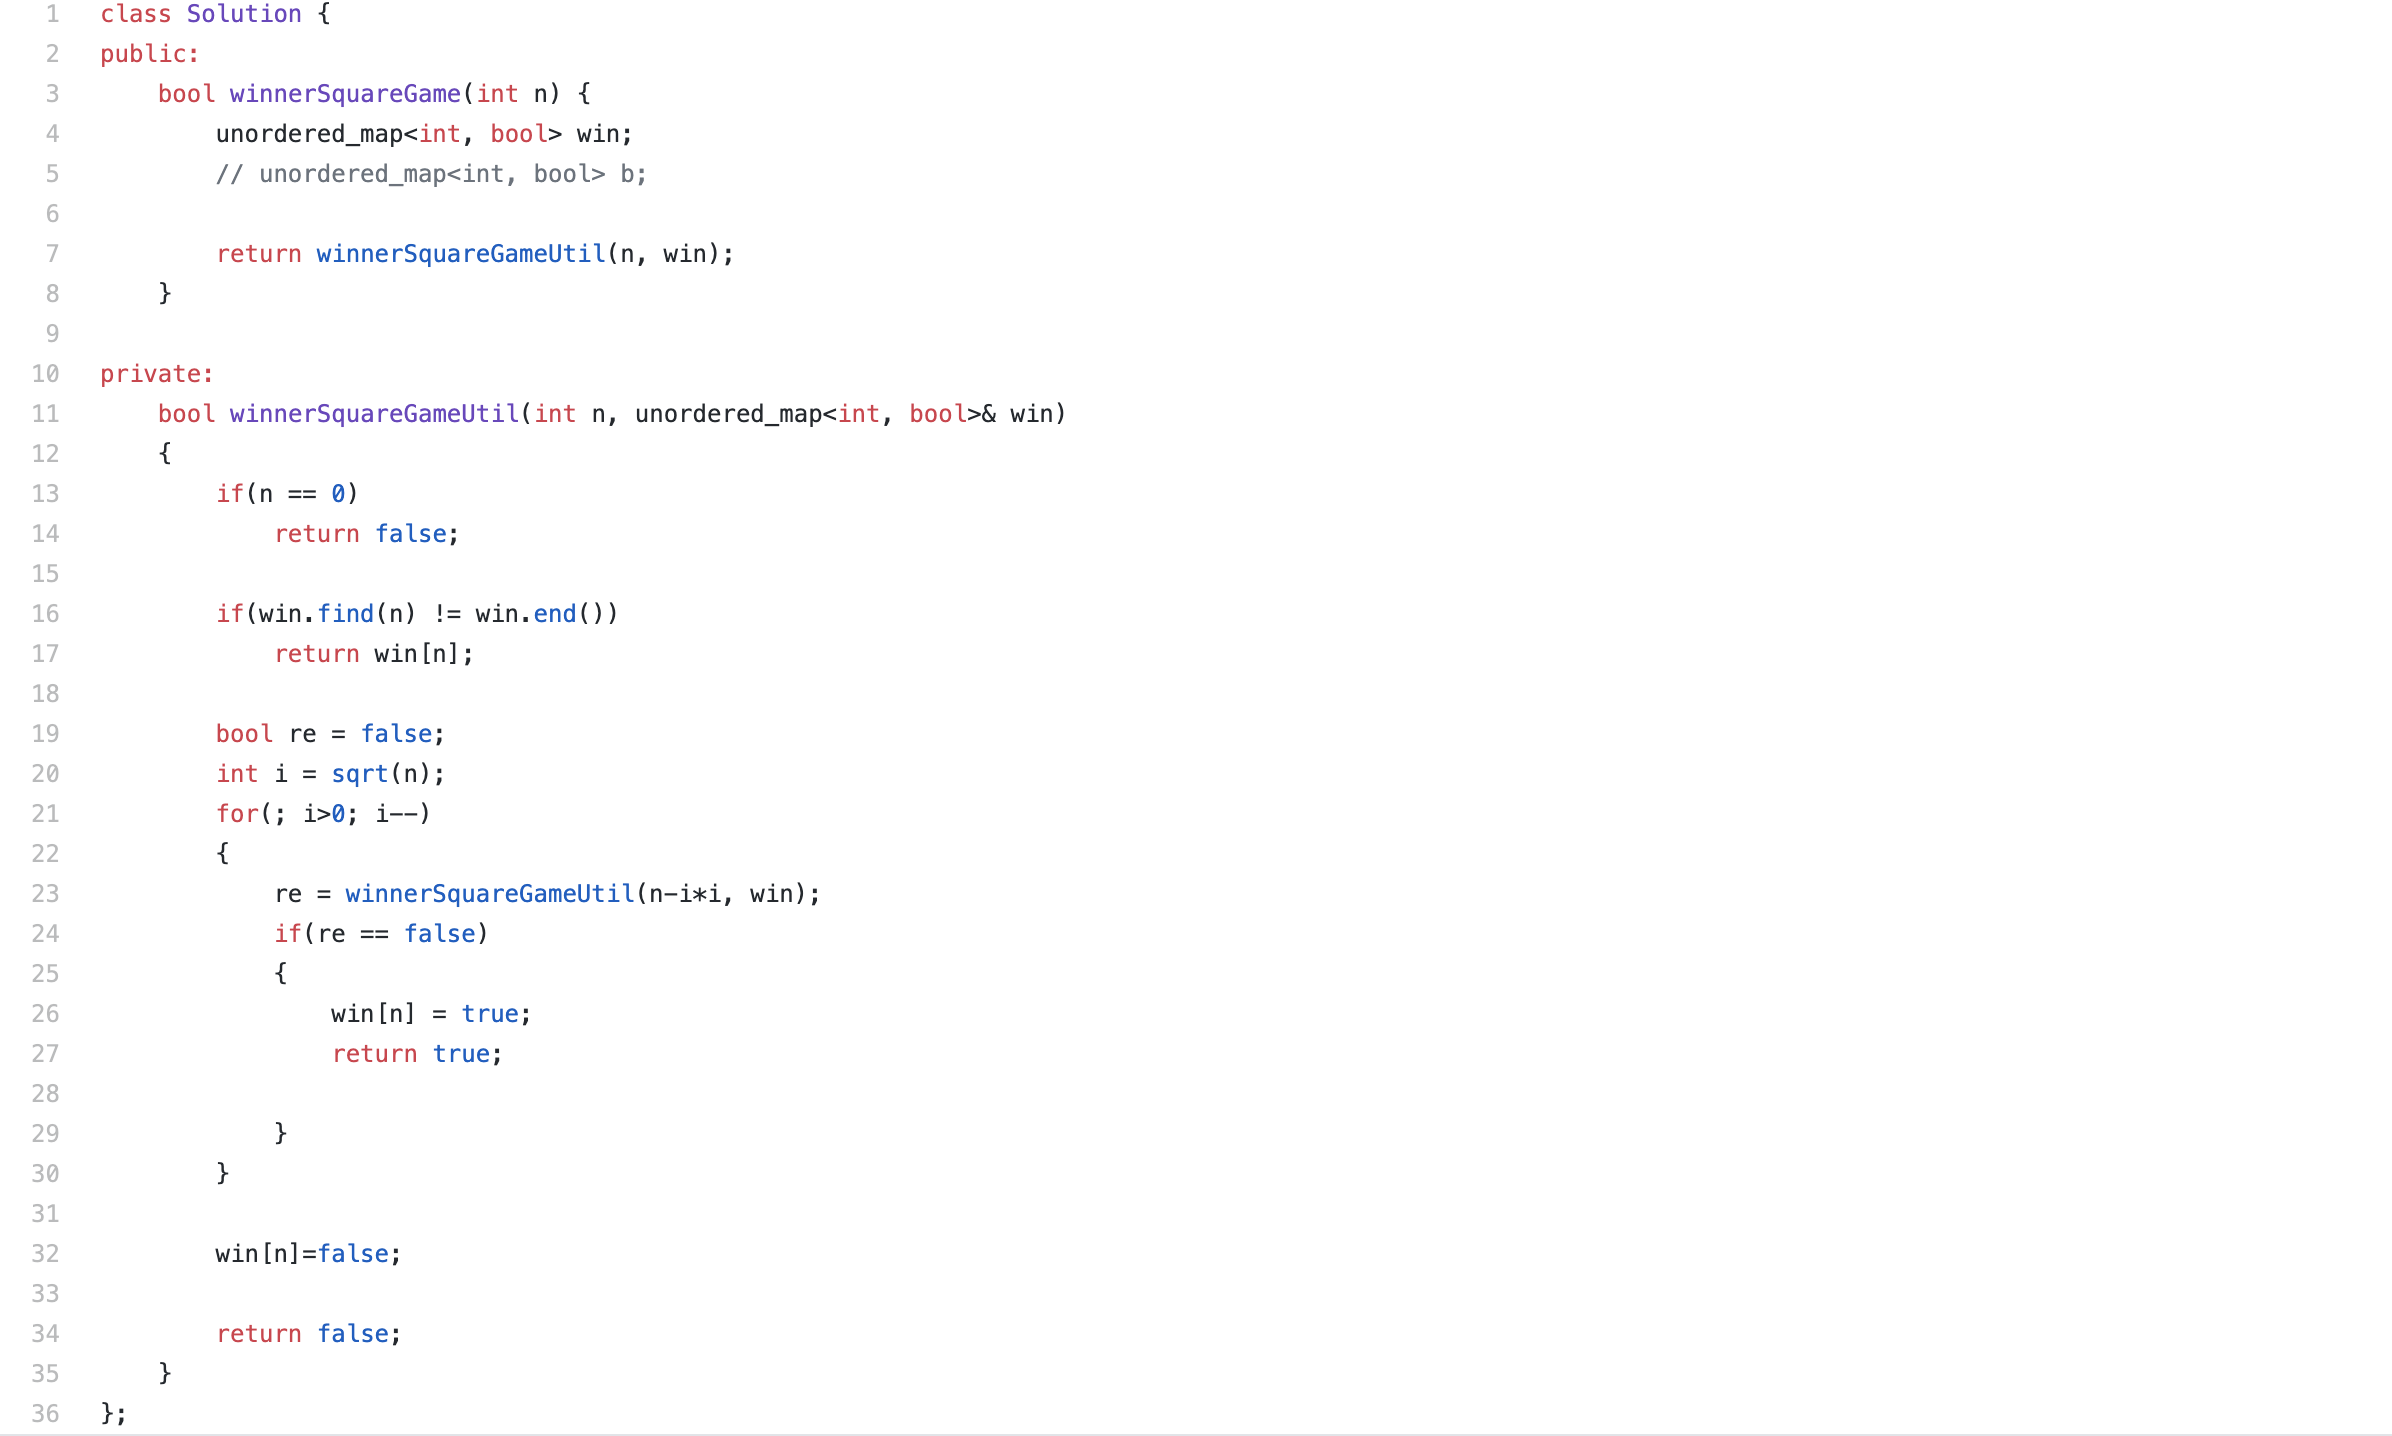 1 class Solution {
2 public:
3     bool winnerSquareGame(int n) {
4         unordered_map<int, bool> win;
5         // unordered_map<int, bool> b;
6
7         return winnerSquareGameUtil(n, win);
8     }
9
10 private:
11     bool winnerSquareGameUtil(int n, unordered_map<int, bool>& win)
12     {
13         if(n == 0)
14             return false;
15
16         if(win.find(n) != win.end())
17             return win[n];
18
19         bool re = false;
20         int i = sqrt(n);
21         for(; i>0; i--)
22         {
23             re = winnerSquareGameUtil(n-i*i, win);
24             if(re == false)
25             {
26                 win[n] = true;
27                 return true;
28
29             }
30         }
31
32         win[n]=false;
33
34         return false;
35     }
36 };